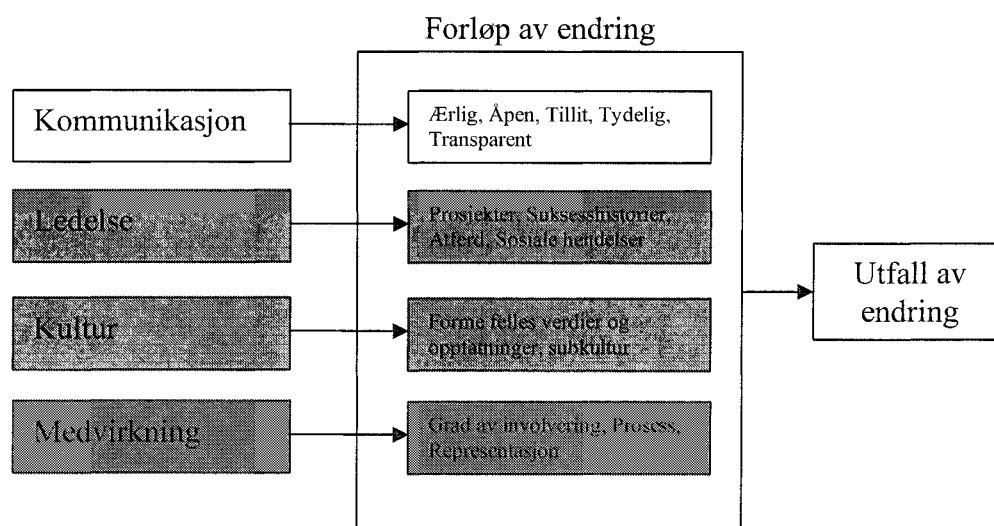 Forløp av endring
Kommunikasjon
Ærlig, Åpen, Tillit, Tydelig,
Transparent
Ledelse
Prosjekter, Suksesshistorier,
Atferd, Sosiale hendelser
Kultur
Forme felles verdier og
oppfatninger, subkultur
Medvirkning
Grad av involvering, Prosess,
Representasjon
Utfall av
endring